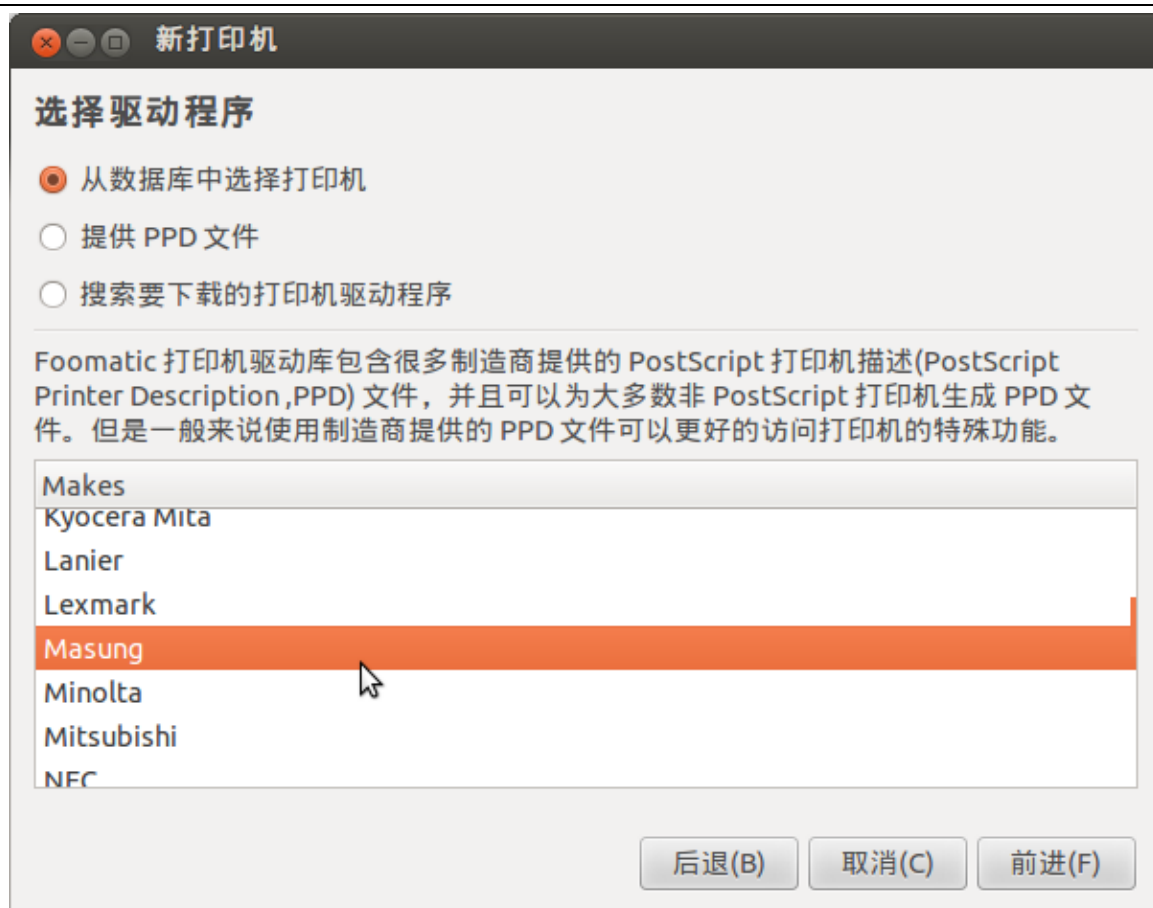 新打印机
选择驱动程序
从数据库中选择打印机
提供 PPD 文件
搜索要下载的打印机驱动程序
Foomatic 打印机驱动库包含很多制造商提供的 PostScript 打印机描述(PostScript
Printer Description ,PPD) 文件，并且可以为大多数非 PostScript 打印机生成 PPD 文
件。但是一般来说使用制造商提供的 PPD 文件可以更好的访问打印机的特殊功能。
Makes
Kyocera Mita
Lanier
Lexmark
Masung
Minolta
Mitsubishi
NEC
后退(B) 取消(C) 前进(F)